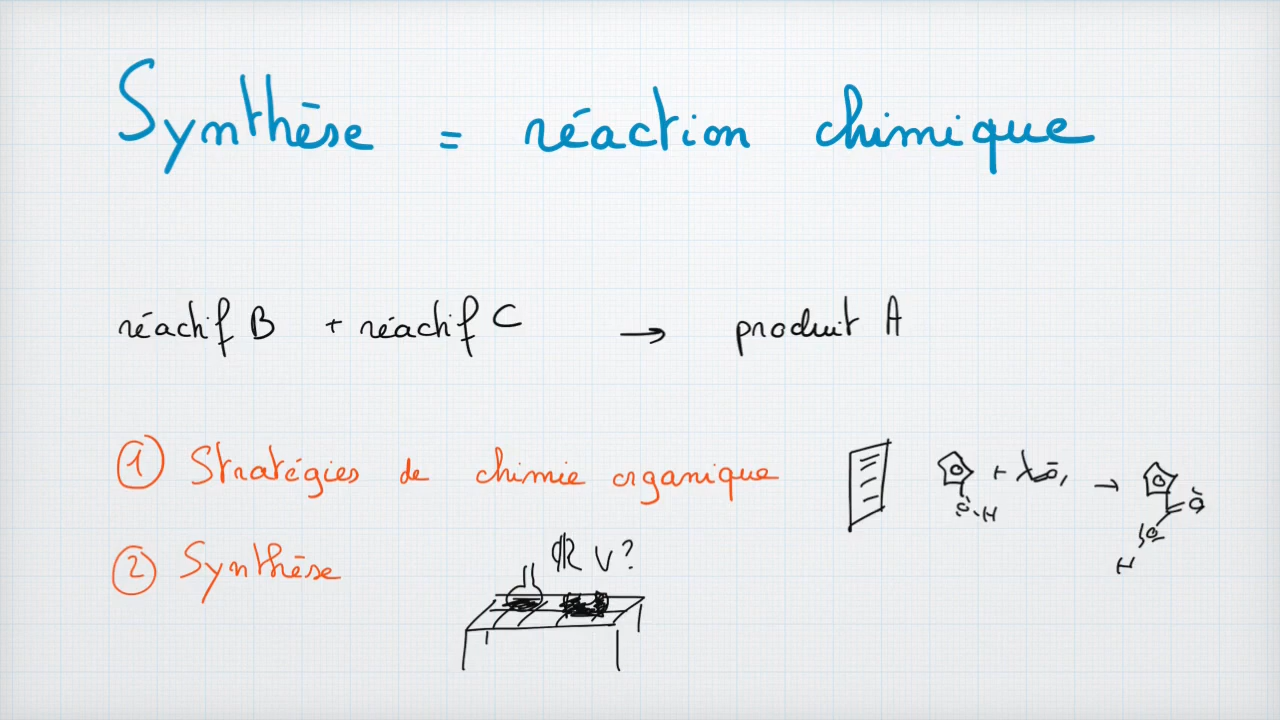 Synthèse = réaction chimique
réactif B + réactif C → produit A
① Stratégies de chimie organique
② Synthèse
V ?
H
H